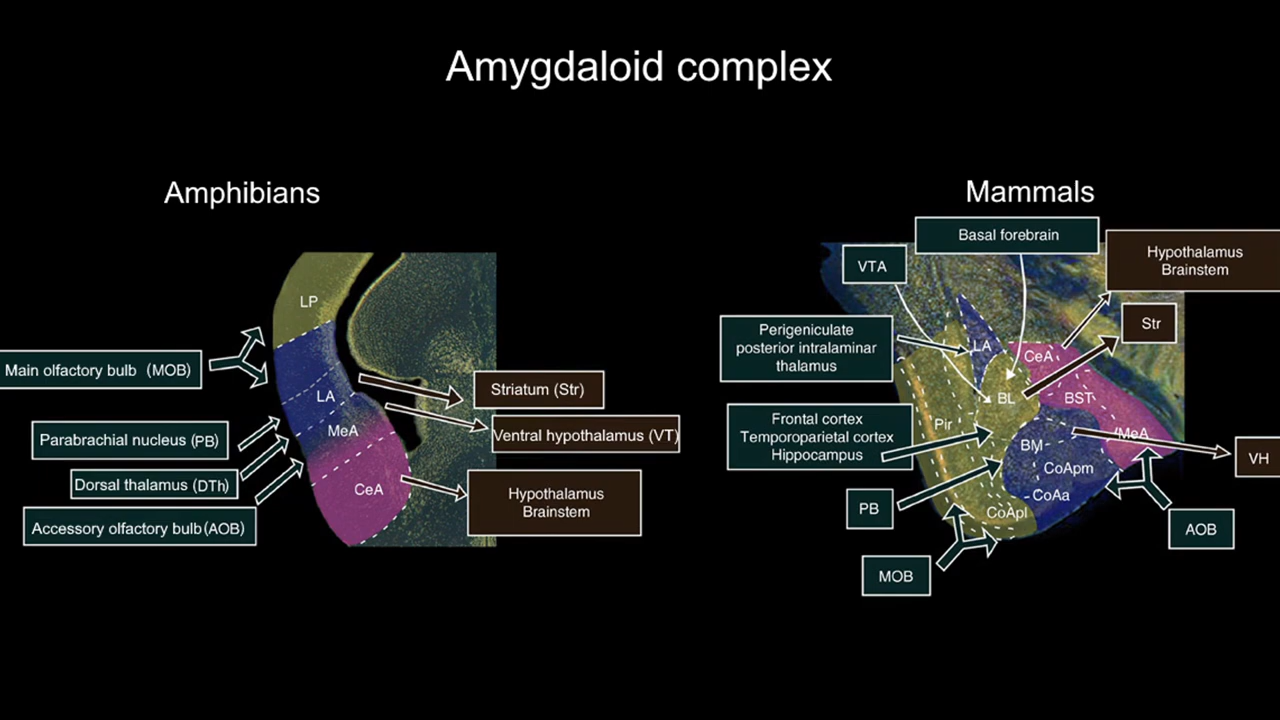 Amygdaloid complex
Amphibians
LP
Main olfactory bulb (MOB)
LA
MeA
Parabrachial nucleus (PB)
Dorsal thalamus (DTh)
CeA
Accessory olfactory bulb (AOB)
Striatum (Str)
Ventral hypothalamus (VT)
Hypothalamus
Brainstem
Mammals
Basal forebrain
VTA
Hypothalamus
Brainstem
Str
Perigeniculate
posterior intralaminar
thalamus
LA
CeA
BL
BST
Frontal cortex
Temporoparietal cortex
Hippocampus
Pir
MeA
BM
VH
CoApm
CoAa
PB
CoApl
AOB
MOB